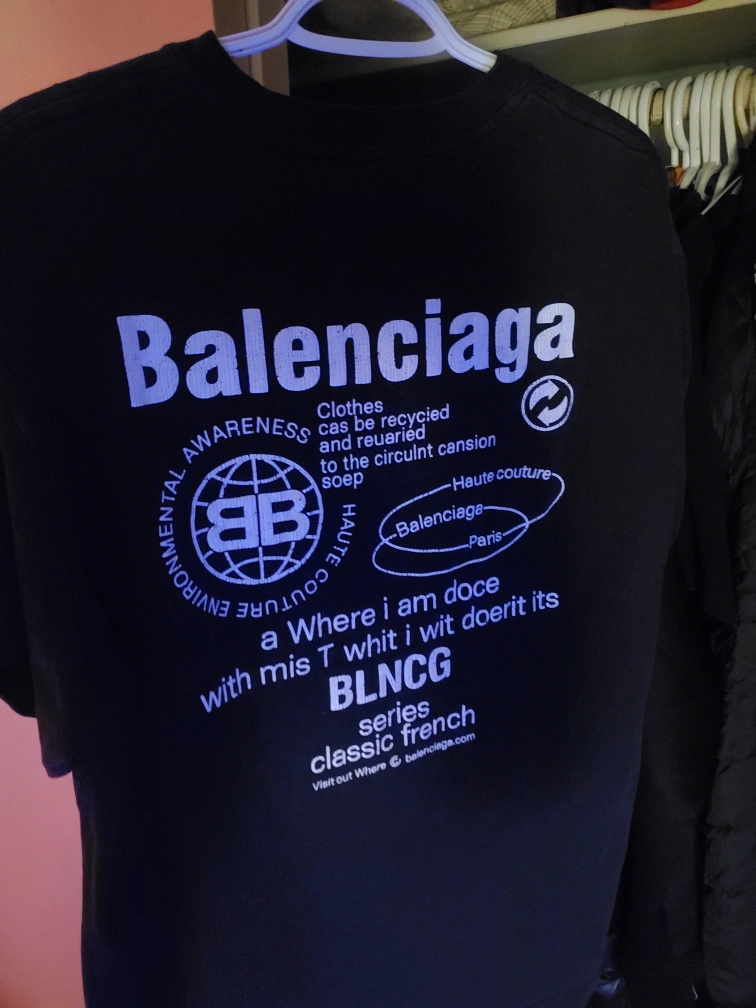 Balenciaga
Clothes
cas be recycied
and reuaried
to the circulnt cansion
soep
ENVIRONMENTAL AWARENESS HAUTE COUTURE
BB
Haute couture
Balenciaga
Paris
a Where i am doce
with mis T whit i wit doerit its
BLNCG
series
classic french
Visit out Where balenciaga.com